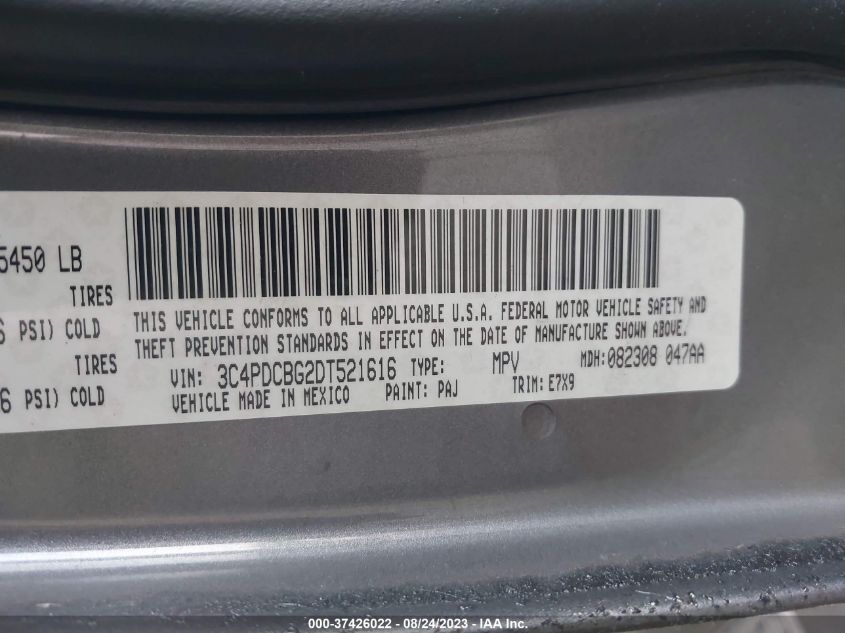 5450 LB
TIRES
PSI) COLD
TIRES
6 PSI) COLD
THIS VEHICLE CONFORMS TO ALL APPLICABLE U.S.A. FEDERAL MOTOR VEHICLE SAFETY AND
THEFT PREVENTION STANDARDS IN EFFECT ON THE DATE OF MANUFACTURE SHOWN ABOVE.
VIN: 3C4PDCBG2DT521616 TYPE: MPV MDH:082308 047AA
VEHICLE MADE IN MEXICO PAINT: PAJ TRIM: E7X9
000-37426022 - 08/24/2023 - IAA Inc.